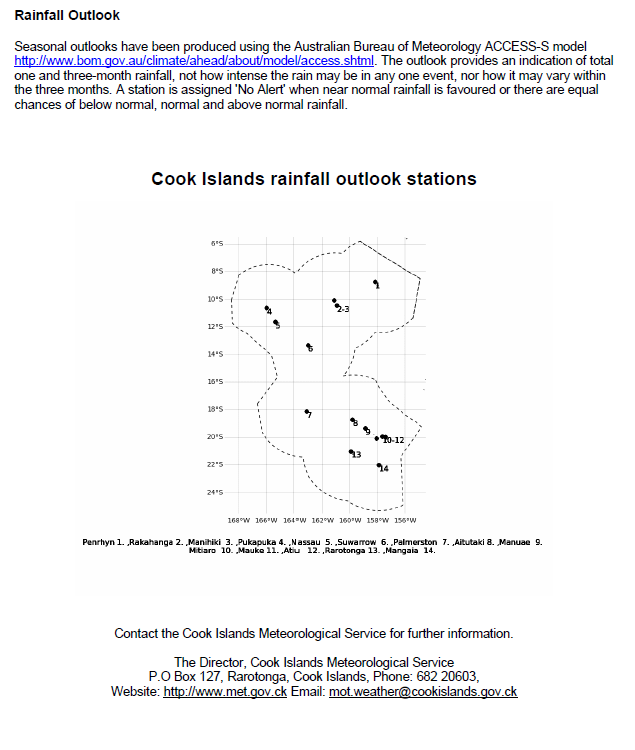 Rainfall Outlook
Seasonal outlooks have been produced using the Australian Bureau of Meteorology ACCESS-S model
http://www.bom.gov.au/climate/ahead/about/model/access.shtml. The outlook provides an indication of total
one and three-month rainfall, not how intense the rain may be in any one event, nor how it may vary within
the three months. A station is assigned 'No Alert' when near normal rainfall is favoured or there are equal
chances of below normal, normal and above normal rainfall.
Cook Islands rainfall outlook stations
6°S
8°S
1
10°S
2-3
4
12°S
5
6
14°S
16°S
18°S
7
8
9
20°S
10-12
13
22°S
14
24°S
168°W 166°W 164°W 162°W 160°W 158°W 156°W
Penrhyn 1. ,Rakahanga 2. ,Manihiki 3. ,Pukapuka 4. ,Nassau 5. ,Suwarrow 6. ,Palmerston 7. ,Aitutaki 8. ,Manuae 9.
Mitiaro 10. ,Mauke 11. ,Atiu 12. ,Rarotonga 13. ,Mangaia 14.
Contact the Cook Islands Meteorological Service for further information.
The Director, Cook Islands Meteorological Service
P.O Box 127, Rarotonga, Cook Islands, Phone: 682 20603,
Website: http://www.met.gov.ck Email: mot.weather@cookislands.gov.ck